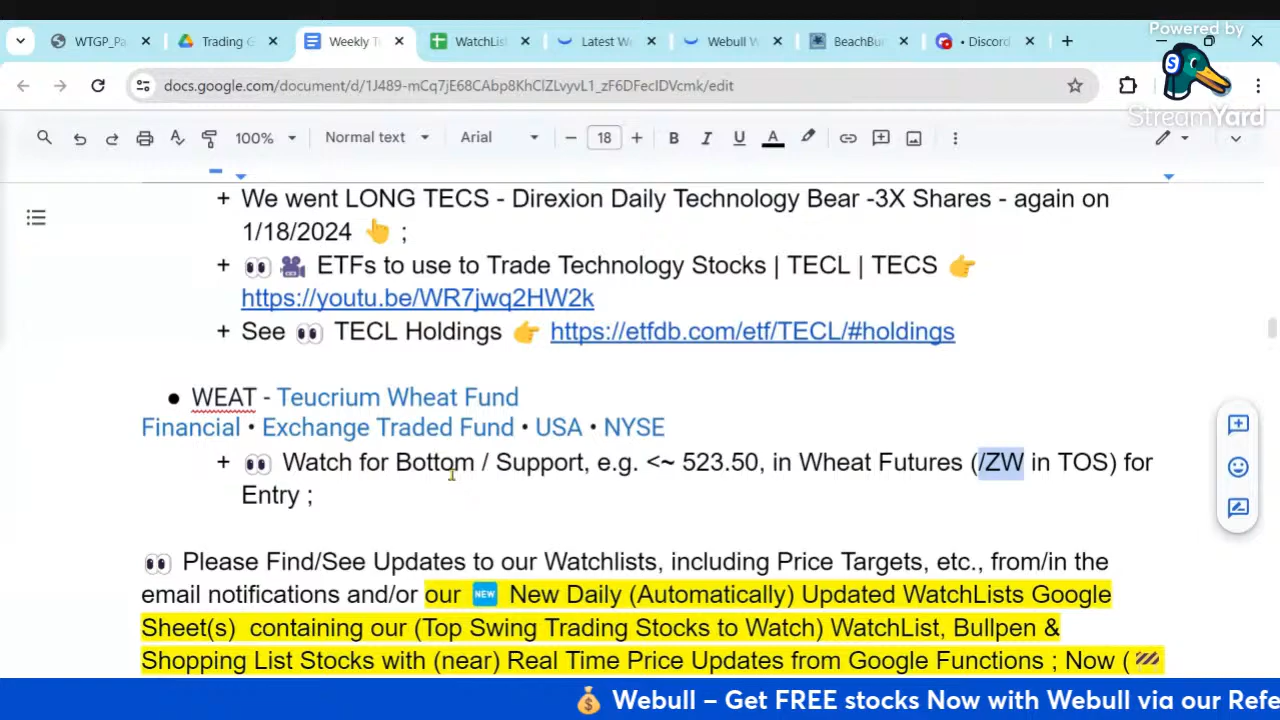 Powered by
StreamYard
WTGP_Pa
Trading G
Weekly T
WatchLis
Latest We
Webull W
BeachBu
• Discord
docs.google.com/document/d/1J489-mCq7jE6CAbp8KhClZLvyvL1_zF6DFecIDVcmk/edit
100%
Normal text
Arial
18
B I U A
+ We went LONG TECS - Direxion Daily Technology Bear -3X Shares - again on
1/18/2024 👆 ;
+ 👀 🎥 ETFs to use to Trade Technology Stocks | TECL | TECS 👉
https://youtu.be/WR7jwq2HW2k
+ See 👀 TECL Holdings 👉 https://etfdb.com/etf/TECL/#holdings
● WEAT - Teucrium Wheat Fund
Financial • Exchange Traded Fund • USA • NYSE
+ 👀 Watch for Bottom / Support, e.g. <~ 523.50, in Wheat Futures (/ZW in TOS) for
Entry ;
👀 Please Find/See Updates to our Watchlists, including Price Targets, etc., from/in the
email notifications and/or our 🆕 New Daily (Automatically) Updated WatchLists Google
Sheet(s) containing our (Top Swing Trading Stocks to Watch) WatchList, Bullpen &
Shopping List Stocks with (near) Real Time Price Updates from Google Functions ; Now ( 🚧
💰 Webull – Get FREE stocks Now with Webull via our Refe